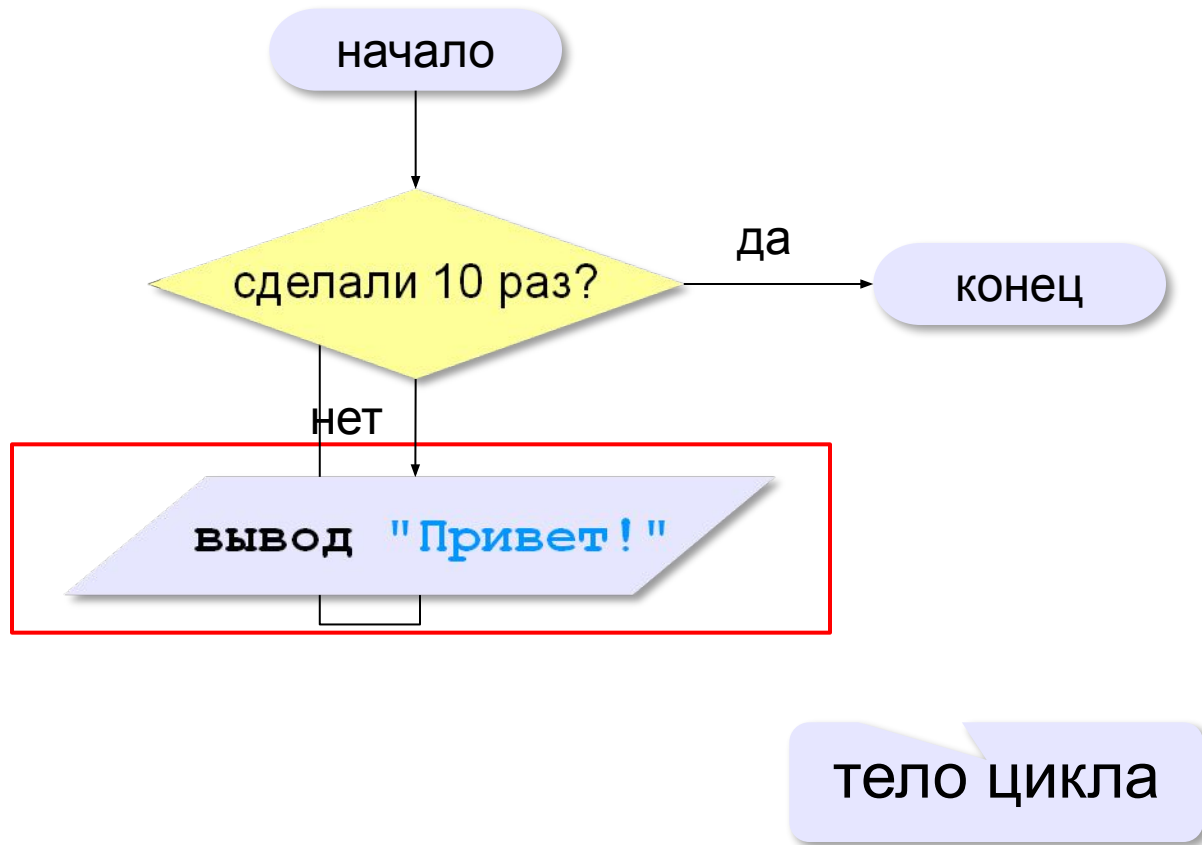 начало
сделали 10 раз?
да
конец
нет
вывод "Привет!"
тело цикла